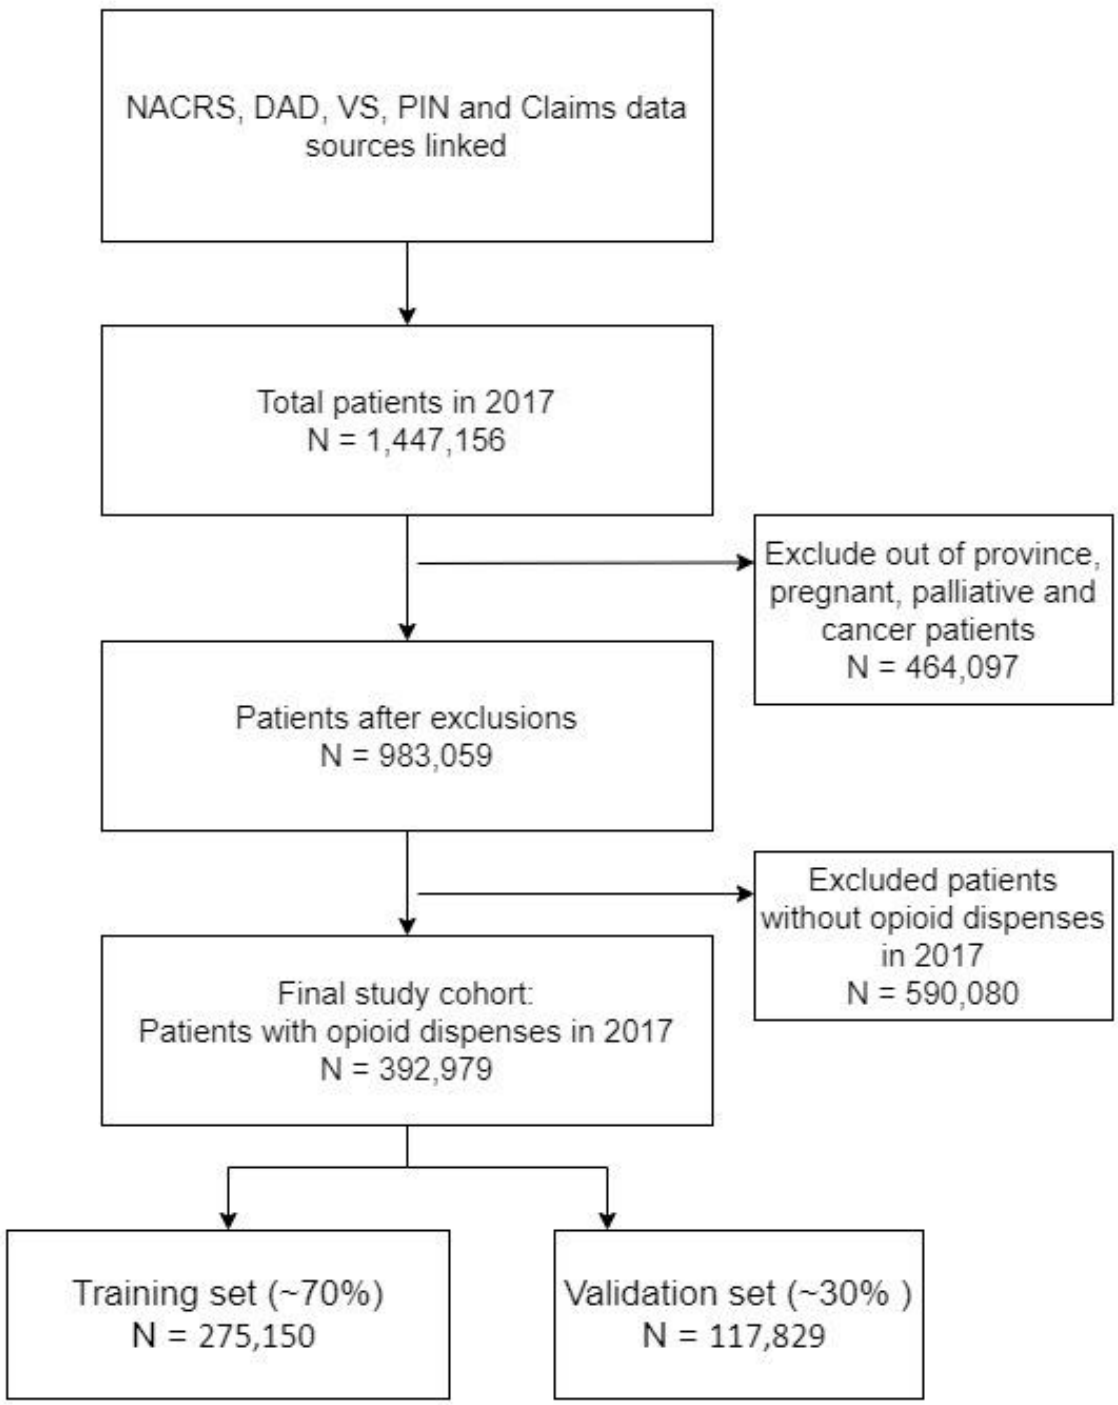 NACRS, DAD, VS, PIN and Claims data
sources linked
Total patients in 2017
N = 1,447,156
Exclude out of province,
pregnant, palliative and
cancer patients
N = 464,097
Patients after exclusions
N = 983,059
Excluded patients
without opioid dispenses
in 2017
N = 590,080
Final study cohort:
Patients with opioid dispenses in 2017
N = 392,979
Training set (~70%)
N = 275,150
Validation set (~30% )
N = 117,829